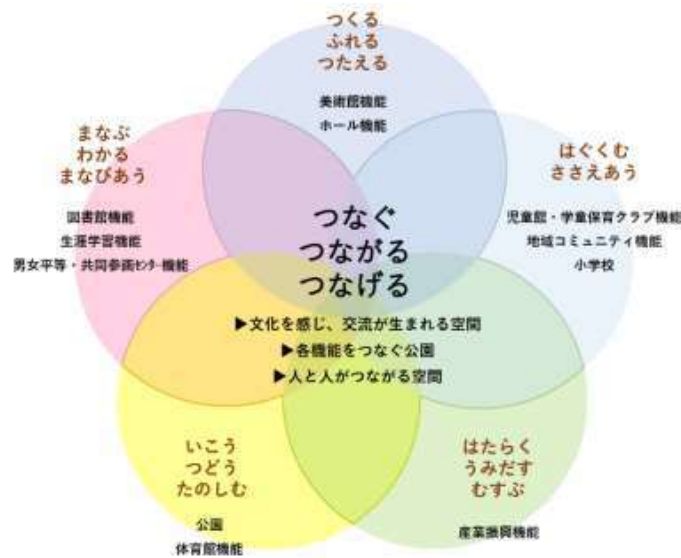 つくる
ふれる
つたえる
美術館機能
ホール機能
まなぶ
わかる
まなびあう
図書館機能
生涯学習機能
男女平等・共同参画センター機能
はぐくむ
ささえあう
児童館・学童保育クラブ機能
地域コミュニティ機能
小学校
つなぐ
つながる
つなげる
▶文化を感じ、交流が生まれる空間
▶各機能をつなぐ公園
▶人と人がつながる空間
いこう
つどう
たのしむ
公園
体育館機能
はたらく
うみだす
むすぶ
産業振興機能